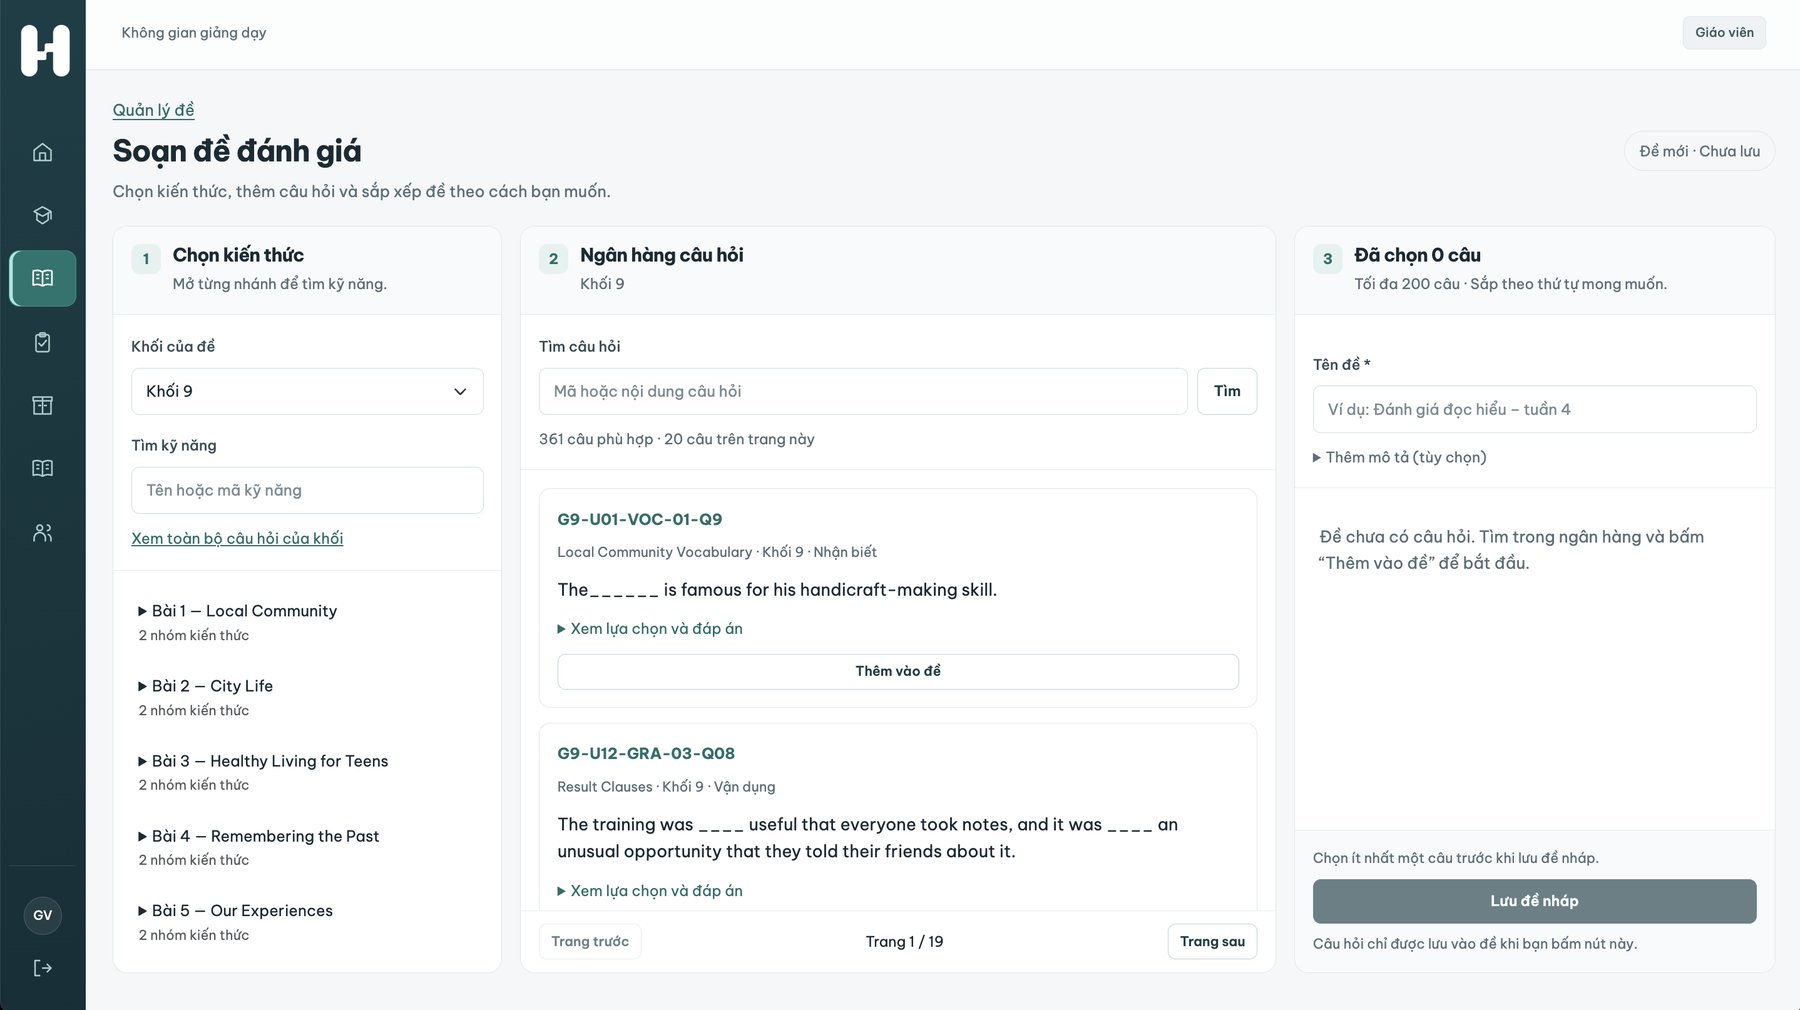 H
Không gian giảng dạy
Giáo viên
Quản lý đề
Soạn đề đánh giá
Đề mới · Chưa lưu
Chọn kiến thức, thêm câu hỏi và sắp xếp đề theo cách bạn muốn.
1
Chọn kiến thức
Mở từng nhánh để tìm kỹ năng.
Khối của đề
Khối 9
Tìm kỹ năng
Tên hoặc mã kỹ năng
Xem toàn bộ câu hỏi của khối
Bài 1 — Local Community
2 nhóm kiến thức
Bài 2 — City Life
2 nhóm kiến thức
Bài 3 — Healthy Living for Teens
2 nhóm kiến thức
Bài 4 — Remembering the Past
2 nhóm kiến thức
Bài 5 — Our Experiences
2 nhóm kiến thức
2
Ngân hàng câu hỏi
Khối 9
Tìm câu hỏi
Mã hoặc nội dung câu hỏi
Tìm
361 câu phù hợp · 20 câu trên trang này
G9-U01-VOC-01-Q9
Local Community Vocabulary · Khối 9 · Nhận biết
The______ is famous for his handicraft-making skill.
Xem lựa chọn và đáp án
Thêm vào đề
G9-U12-GRA-03-Q08
Result Clauses · Khối 9 · Vận dụng
The training was ____ useful that everyone took notes, and it was ____ an
unusual opportunity that they told their friends about it.
Xem lựa chọn và đáp án
Trang trước
Trang 1 / 19
Trang sau
3
Đã chọn 0 câu
Tối đa 200 câu · Sắp theo thứ tự mong muốn.
Tên đề *
Ví dụ: Đánh giá đọc hiểu – tuần 4
Thêm mô tả (tùy chọn)
Đề chưa có câu hỏi. Tìm trong ngân hàng và bấm
“Thêm vào đề” để bắt đầu.
Chọn ít nhất một câu trước khi lưu đề nháp.
Lưu đề nháp
Câu hỏi chỉ được lưu vào đề khi bạn bấm nút này.
GV